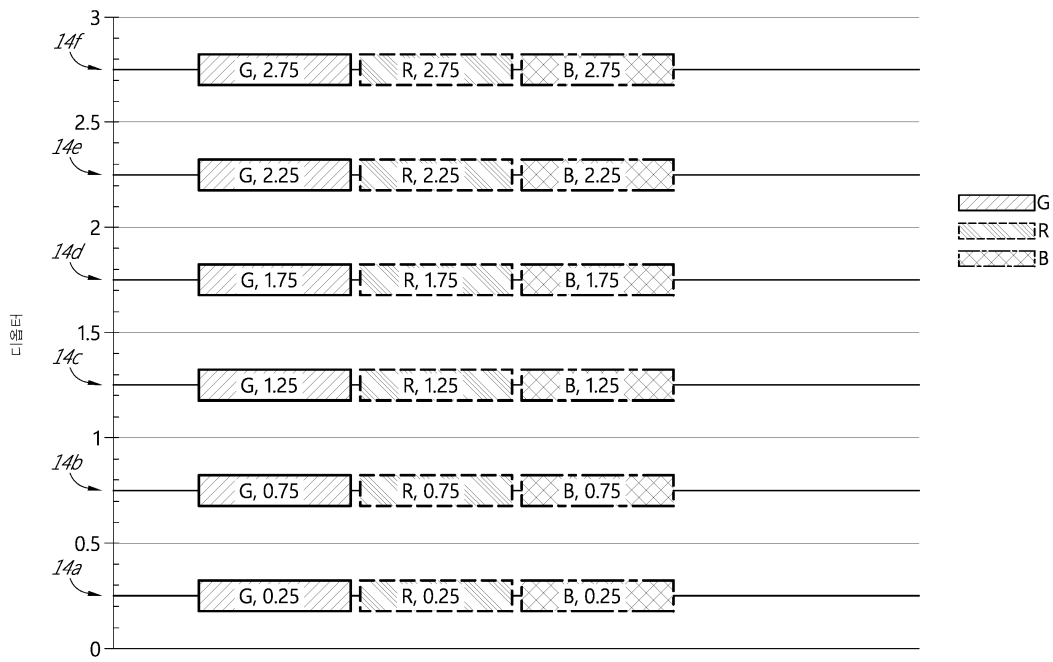 3
14f
G, 2.75 R, 2.75 B, 2.75
2.5
14e
G, 2.25 R, 2.25 B, 2.25
G
2
R
14d
B
G, 1.75 R, 1.75 B, 1.75
디옵터
1.5
14c
G, 1.25 R, 1.25 B, 1.25
1
14b
G, 0.75 R, 0.75 B, 0.75
0.5
14a
G, 0.25 R, 0.25 B, 0.25
0